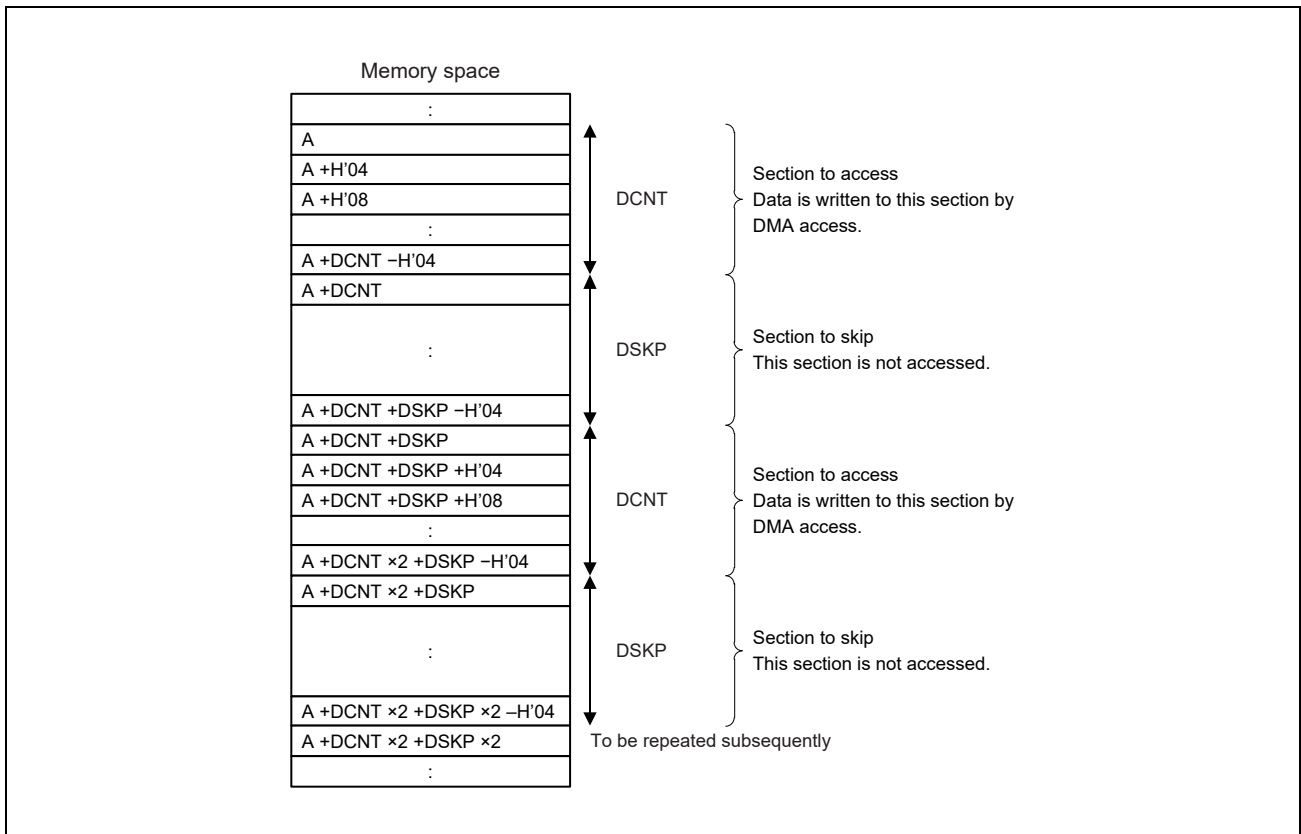 Memory space
:
A
A +H’04
A +H’08
:
A +DCNT −H’04
DCNT
Section to access
Data is written to this section by
DMA access.
A +DCNT
:
A +DCNT +DSKP −H’04
DSKP
Section to skip
This section is not accessed.
A +DCNT +DSKP
A +DCNT +DSKP +H’04
A +DCNT +DSKP +H’08
:
A +DCNT ×2 +DSKP −H’04
DCNT
Section to access
Data is written to this section by
DMA access.
A +DCNT ×2 +DSKP
:
A +DCNT ×2 +DSKP ×2 –H’04
DSKP
Section to skip
This section is not accessed.
A +DCNT ×2 +DSKP ×2
To be repeated subsequently
: